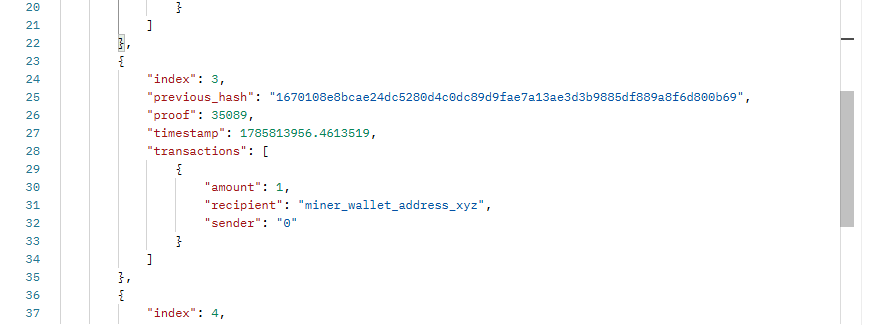 20 }
21 ]
22 },
23 {
24 "index": 3,
25 "previous_hash": "1670108e8bcae24dc5280d4c0dc89d9fae7a13ae3d3b9885df889a8f6d800b69",
26 "proof": 35089,
27 "timestamp": 1785813956.4613519,
28 "transactions": [
29 {
30 "amount": 1,
31 "recipient": "miner_wallet_address_xyz",
32 "sender": "0"
33 }
34 ]
35 },
36 {
37 "index": 4,